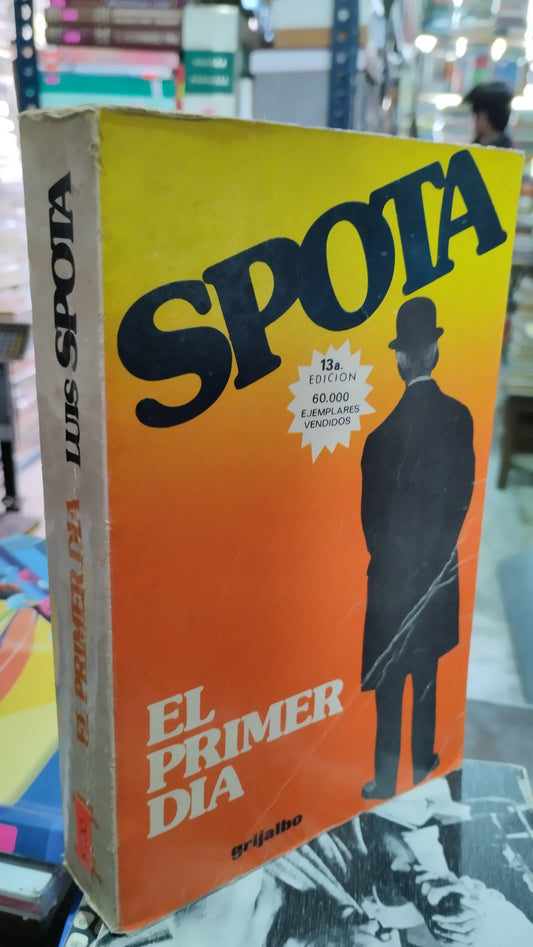 SPOTA
13a.
EDICION
60.000
EJEMPLARES
VENDIDOS
EL
PRIMER
DIA
grijalbo
EL PRIMER DIA LUIS SPOTA